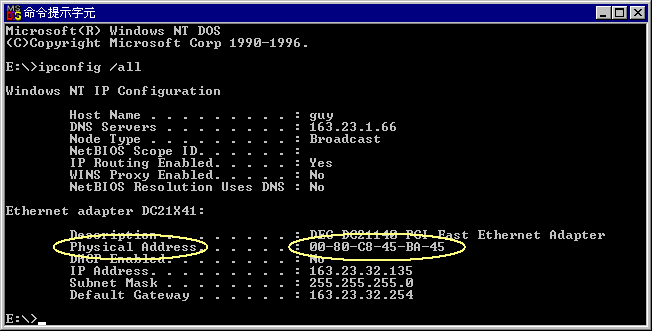 命令提示字元
Microsoft(R) Windows NT DOS
(C)Copyright Microsoft Corp 1990-1996.
E:\>ipconfig /all
Windows NT IP Configuration
Host Name . . . . . . . . . : guy
DNS Servers . . . . . . . . : 163.23.1.66
Node Type . . . . . . . . . : Broadcast
NetBIOS Scope ID. . . . . . :
IP Routing Enabled. . . . . : Yes
WINS Proxy Enabled. . . . . : No
NetBIOS Resolution Uses DNS : No
Ethernet adapter DC21X41:
Description . . . . . . . . : DEC DC21140 PCI Fast Ethernet Adapter
Physical Address. . . . . . : 00-80-C8-45-BA-45
DHCP Enabled. . . . . . . . : No
IP Address. . . . . . . . . : 163.23.32.135
Subnet Mask . . . . . . . . : 255.255.255.0
Default Gateway . . . . . . : 163.23.32.254
E:\>